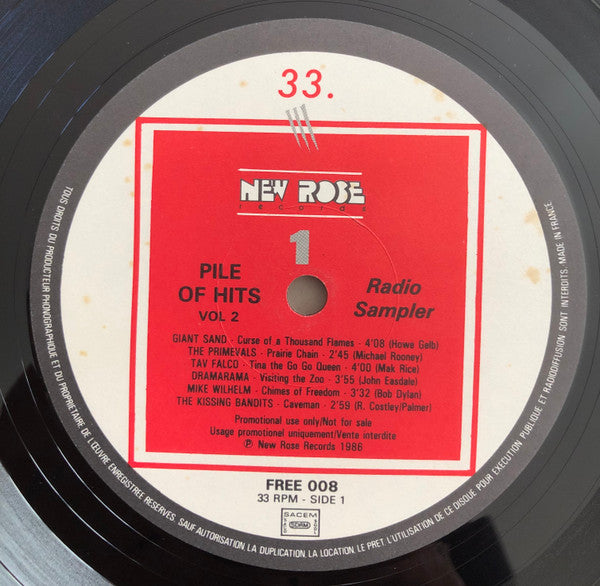 33.
NEW ROSE
records
1
PILE
OF HITS
VOL 2
Radio
Sampler
GIANT SAND - Curse of a Thousand Flames - 4'08 (Howe Gelb)
THE PRIMEVALS - Prairie Chain - 2'45 (Michael Rooney)
TAV FALCO - Tina the Go Go Queen - 4'00 (Mak Rice)
DRAMARAMA - Visiting the Zoo - 3'55 (John Easdale)
MIKE WILHELM - Chimes of Freedom - 3'32 (Bob Dylan)
THE KISSING BANDITS - Caveman - 2'59 (R. Costley/Palmer)
Promotional use only/Not for sale
Usage promotionel uniquement/Vente interdite
℗ New Rose Records 1986
FREE 008
33 RPM - SIDE 1
SACEM
TOUS DROITS DU PRODUCTEUR PHONOGRAPHIQUE ET DU PROPRIETAIRE DE L'ŒUVRE ENREGISTREE RESERVES. SAUF AUTORISATION LA DUPLICATION, LA LOCATION, LE PRET, L'UTILISATION DE CE DISQUE POUR EXECUTION PUBLIQUE ET RADIODIFFUSION SONT INTERDITS. MADE IN FRANCE.